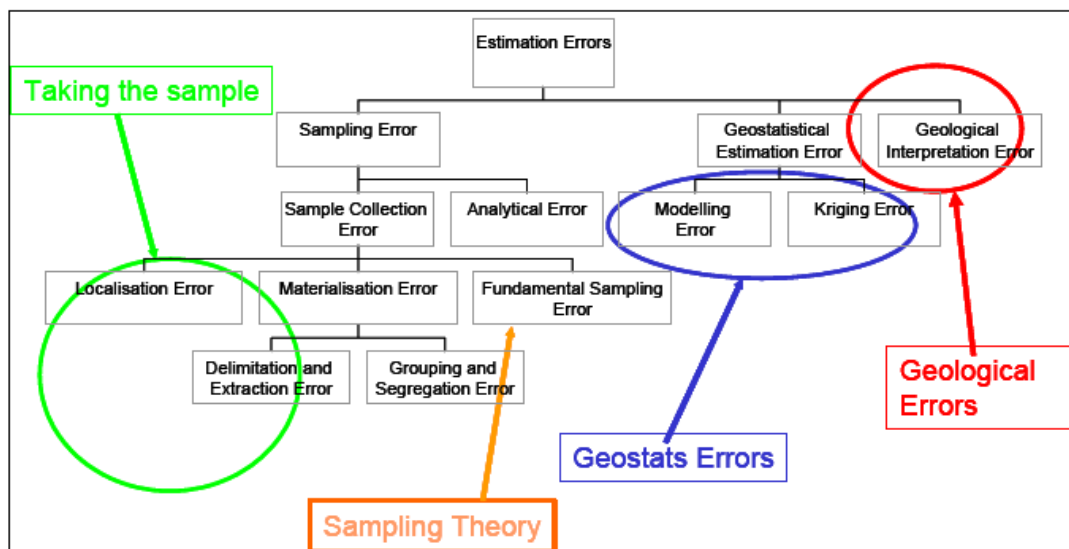 Estimation Errors
Taking the sample
Sampling Error
Geostatistical
Estimation Error
Geological
Interpretation Error
Sample Collection
Error
Analytical Error
Modelling
Error
Kriging Error
Localisation Error
Materialisation Error
Fundamental Sampling
Error
Delimitation and
Extraction Error
Grouping and
Segregation Error
Geological
Errors
Geostats Errors
Sampling Theory